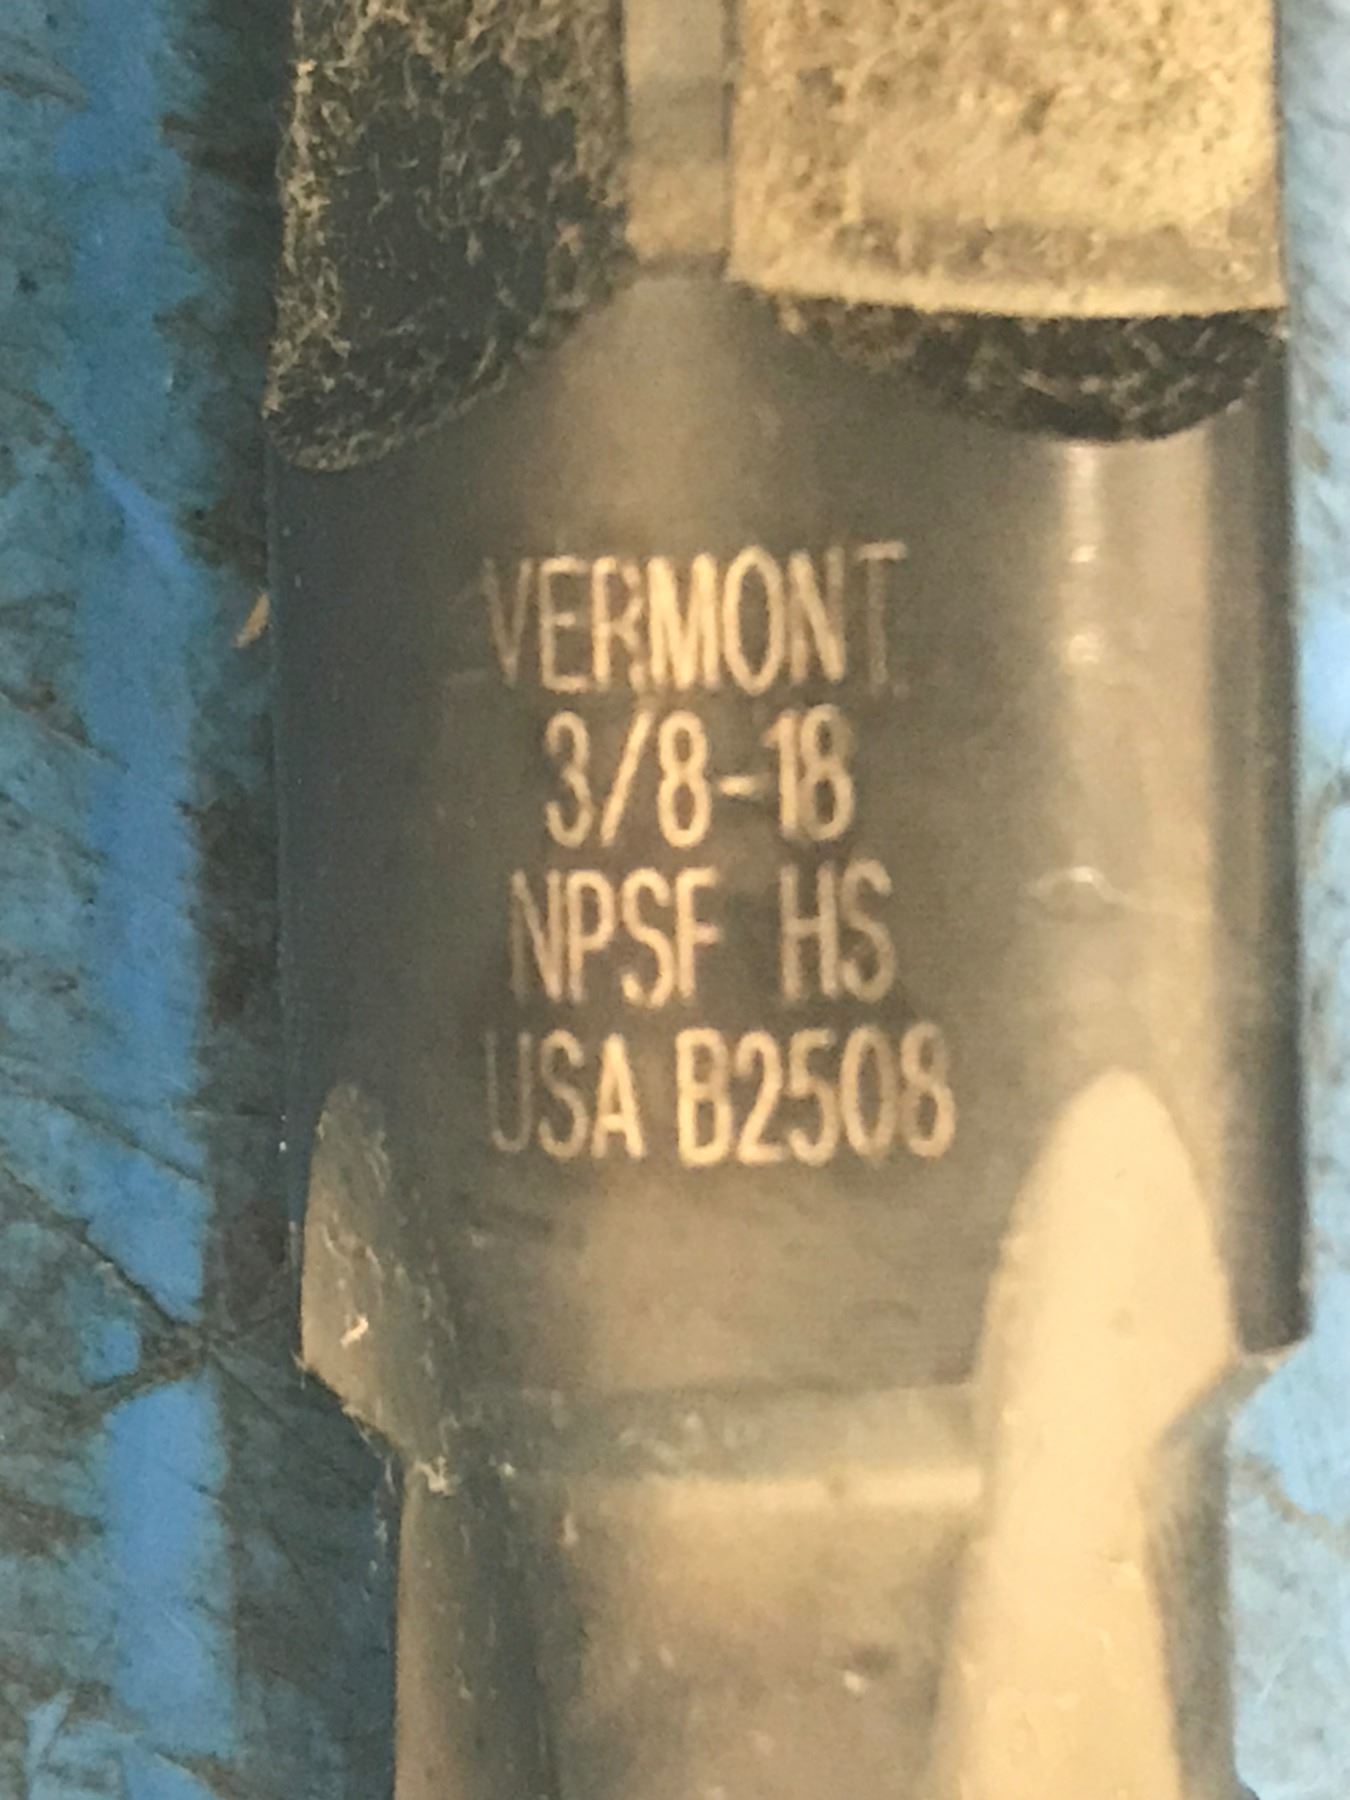 VERMONT
3/8-18
NPSF HS
USA B2508